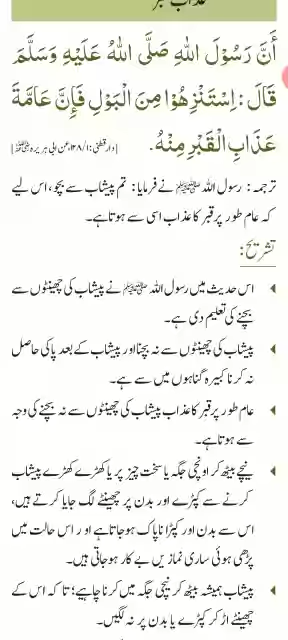 عذاب قبر
أَنَّ رَسُوْلَ اللهِ صَلَّى اللهُ عَلَيْهِ وَسَلَّمَ
قَالَ: اِسْتَنْزِهُوْا مِنَ الْبَوْلِ فَإِنَّ عَامَّةَ
عَذَابِ الْقَبْرِ مِنْهُ.
[دارقطنی:۱/۱۲۸، عن ابی ہریرہ ﷜]
ترجمہ: رسول اللہ ﷺ نے فرمایا: تم پیشاب سے بچو، اس لیے
کہ عام طور پر قبر کا عذاب اسی سے ہوتا ہے۔
تشریح:
اس حدیث میں رسول اللہ ﷺ نے پیشاب کی چھینٹوں سے
بچنے کی تعلیم دی ہے۔
پیشاب کی چھینٹوں سے نہ بچنا اور پیشاب کے بعد پاکی حاصل
نہ کرنا کبیرہ گناہوں میں سے ہے۔
عام طور پر قبر کا عذاب پیشاب کی چھینٹوں سے نہ بچنے کی وجہ
سے ہوتا ہے۔
نیچے بیٹھ کر اونچی جگہ یا سخت چیز پر یا کھڑے کھڑے پیشاب
کرنے سے کپڑے اور بدن پر چھینٹے لگ جایا کرتے ہیں،
اس سے بدن اور کپڑا ناپاک ہوجاتا ہے اور اس حالت میں
پڑھی ہوئی ساری نمازیں بے کار ہوجاتی ہیں۔
پیشاب ہمیشہ بیٹھ کر نیچی جگہ میں کرنا چاہیے؛ تاکہ اس کے
چھینٹے اڑ کر کپڑے یا بدن پر نہ لگیں۔